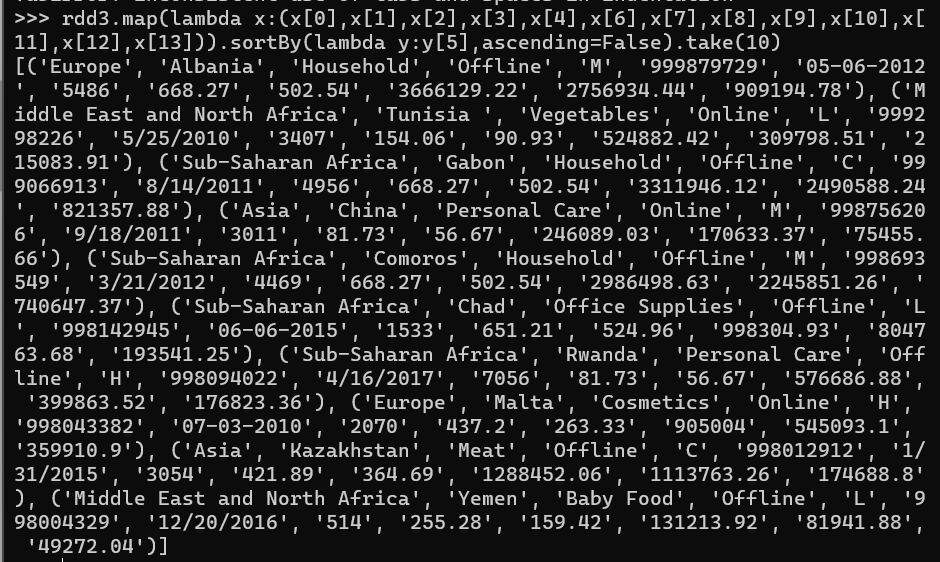 >>> rdd3.map(lambda x:(x[0],x[1],x[2],x[3],x[4],x[6],x[7],x[8],x[9],x[10],x[
11],x[12],x[13])).sortBy(lambda y:y[5],ascending=False).take(10)
[('Europe', 'Albania', 'Household', 'Offline', 'M', '999879729', '05-06-2012
', '5486', '668.27', '502.54', '3666129.22', '2756934.44', '909194.78'), ('M
iddle East and North Africa', 'Tunisia ', 'Vegetables', 'Online', 'L', '9992
98226', '5/25/2010', '3407', '154.06', '90.93', '524882.42', '309798.51', '2
15083.91'), ('Sub-Saharan Africa', 'Gabon', 'Household', 'Offline', 'C', '99
9066913', '8/14/2011', '4956', '668.27', '502.54', '3311946.12', '2490588.24
', '821357.88'), ('Asia', 'China', 'Personal Care', 'Online', 'M', '99875620
6', '9/18/2011', '3011', '81.73', '56.67', '246089.03', '170633.37', '75455.
66'), ('Sub-Saharan Africa', 'Comoros', 'Household', 'Offline', 'M', '998693
549', '3/21/2012', '4469', '668.27', '502.54', '2986498.63', '2245851.26', '
740647.37'), ('Sub-Saharan Africa', 'Chad', 'Office Supplies', 'Offline', 'L
', '998142945', '06-06-2015', '1533', '651.21', '524.96', '998304.93', '8047
63.68', '193541.25'), ('Sub-Saharan Africa', 'Rwanda', 'Personal Care', 'Off
line', 'H', '998094022', '4/16/2017', '7056', '81.73', '56.67', '576686.88',
'399863.52', '176823.36'), ('Europe', 'Malta', 'Cosmetics', 'Online', 'H',
'998043382', '07-03-2010', '2070', '437.2', '263.33', '905004', '545093.1',
'359910.9'), ('Asia', 'Kazakhstan', 'Meat', 'Offline', 'C', '998012912', '1/
31/2015', '3054', '421.89', '364.69', '1288452.06', '1113763.26', '174688.8'
), ('Middle East and North Africa', 'Yemen', 'Baby Food', 'Offline', 'L', '9
98004329', '12/20/2016', '514', '255.28', '159.42', '131213.92', '81941.88',
'49272.04')]